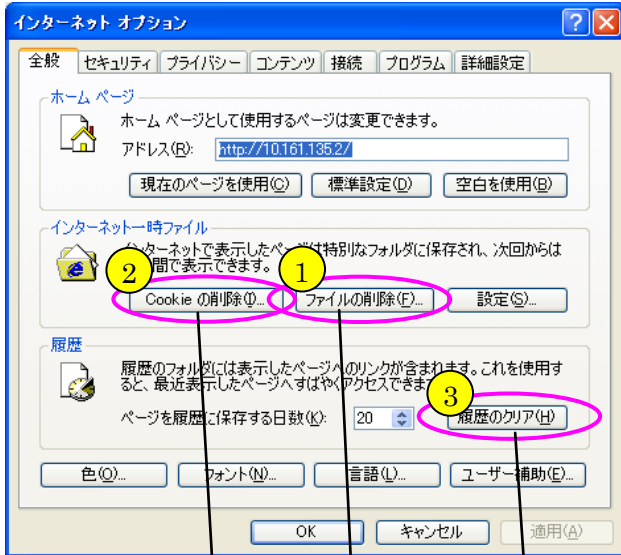 インターネット オプション
全般 セキュリティ プライバシー コンテンツ 接続 プログラム 詳細設定
ホーム ページ
ホーム ページとして使用するページは変更できます。
アドレス(R): http://10.161.135.2/
現在のページを使用(C) 標準設定(D) 空白を使用(B)
インターネット一時ファイル
インターネットで表示したページは特別なフォルダに保存され、次回からは
間で表示できます。
2 1
Cookie の削除(I)... ファイルの削除(F)... 設定(S)...
履歴
履歴のフォルダには表示したページへのリンクが含まれます。これを使用す
ると、最近表示したページへすばやくアクセスできます
3
ページを履歴に保存する日数(K): 20 履歴のクリア(H)
色(O)... フォント(N)... 言語(L)... ユーザー補助(E)...
OK キャンセル 適用(A)